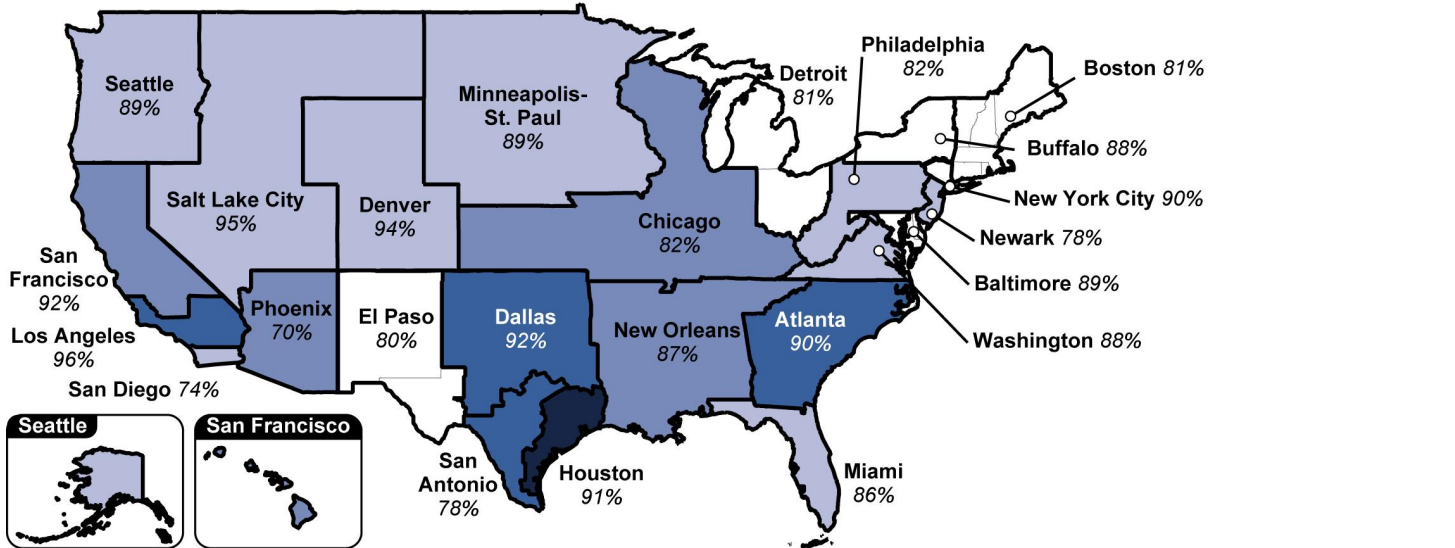 Seattle
89%
Minneapolis-
St. Paul
89%
Detroit
81%
Philadelphia
82%
Boston 81%
Buffalo 88%
New York City 90%
Newark 78%
Baltimore 89%
Washington 88%
Salt Lake City
95%
Denver
94%
Chicago
82%
San
Francisco
92%
Los Angeles
96%
San Diego 74%
Phoenix
70%
El Paso
80%
Dallas
92%
New Orleans
87%
Atlanta
90%
San
Antonio
78%
Houston
91%
Miami
86%
Seattle
San Francisco